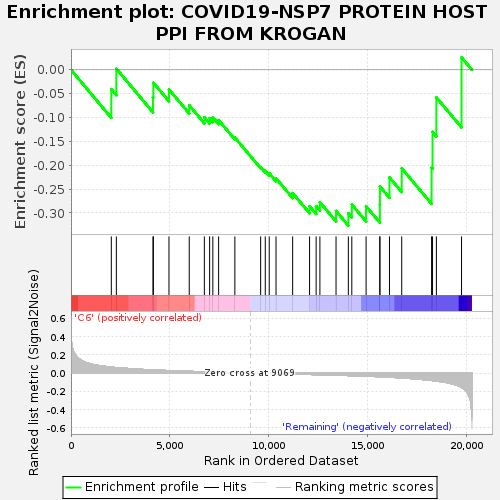 Enrichment plot: COVID19-NSP7 PROTEIN HOST
PPI FROM KROGAN
Enrichment score (ES)
0.00
-0.05
-0.10
-0.15
-0.20
-0.25
-0.30
'C6' (positively correlated)
Ranked list metric (Signal2Noise)
0.6
0.4
0.2
0.0
-0.2
-0.4
-0.6
Zero cross at 9069
'Remaining' (negatively correlated)
0
5,000
10,000
15,000
20,000
Rank in Ordered Dataset
Enrichment profile
Hits
Ranking metric scores